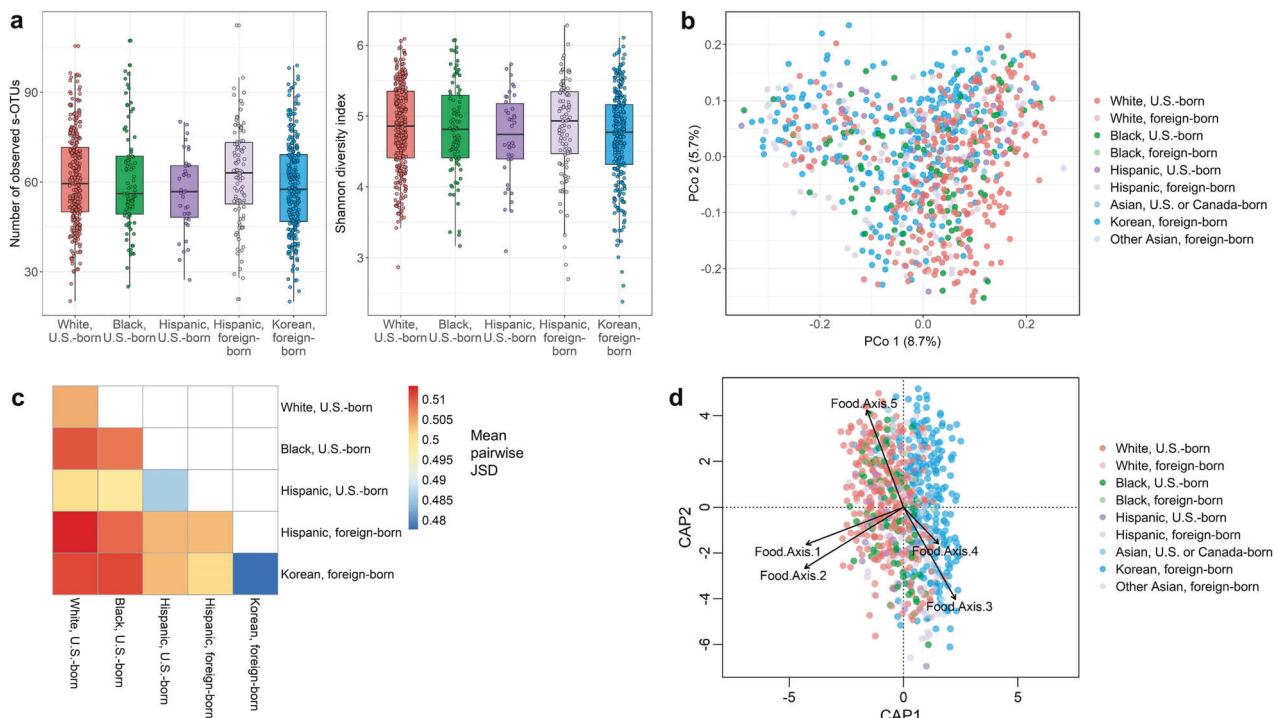 a
Number of observed s-OTUs
90
60
30
White,
U.S.-born
Black,
U.S.-born
Hispanic,
U.S.-born
Hispanic,
foreign-
born
Korean,
foreign-
born
Shannon diversity index
6
5
4
3
White,
U.S.-born
Black,
U.S.-born
Hispanic,
U.S.-born
Hispanic,
foreign-
born
Korean,
foreign-
born
b
PCo 2 (5.7%)
0.2
0.1
0.0
-0.1
-0.2
-0.2
0.0
0.2
PCo 1 (8.7%)
White, U.S.-born
White, foreign-born
Black, U.S.-born
Black, foreign-born
Hispanic, U.S.-born
Hispanic, foreign-born
Asian, U.S. or Canada-born
Korean, foreign-born
Other Asian, foreign-born
c
White, U.S.-born
Black, U.S.-born
Hispanic, U.S.-born
Hispanic, foreign-born
Korean, foreign-born
White, U.S.-born
Black, U.S.-born
Hispanic, U.S.-born
Hispanic, foreign-born
Korean, foreign-born
0.51
0.505
0.5
0.495
0.49
0.485
0.48
Mean
pairwise
JSD
d
CAP2
4
2
0
-2
-4
-6
Food.Axis.5
Food.Axis.1
Food.Axis.4
Food.Axis.2
Food.Axis.3
-5
0
5
CAP1
White, U.S.-born
White, foreign-born
Black, U.S.-born
Black, foreign-born
Hispanic, U.S.-born
Hispanic, foreign-born
Asian, U.S. or Canada-born
Korean, foreign-born
Other Asian, foreign-born